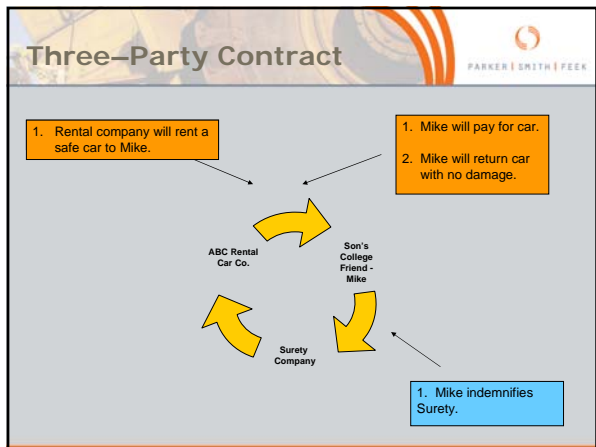 Three–Party Contract
PARKER | SMITH | FEEK
1. Rental company will rent a
safe car to Mike.
1. Mike will pay for car.
2. Mike will return car
with no damage.
ABC Rental
Car Co.
Son's
College
Friend -
Mike
Surety
Company
1. Mike indemnifies
Surety.